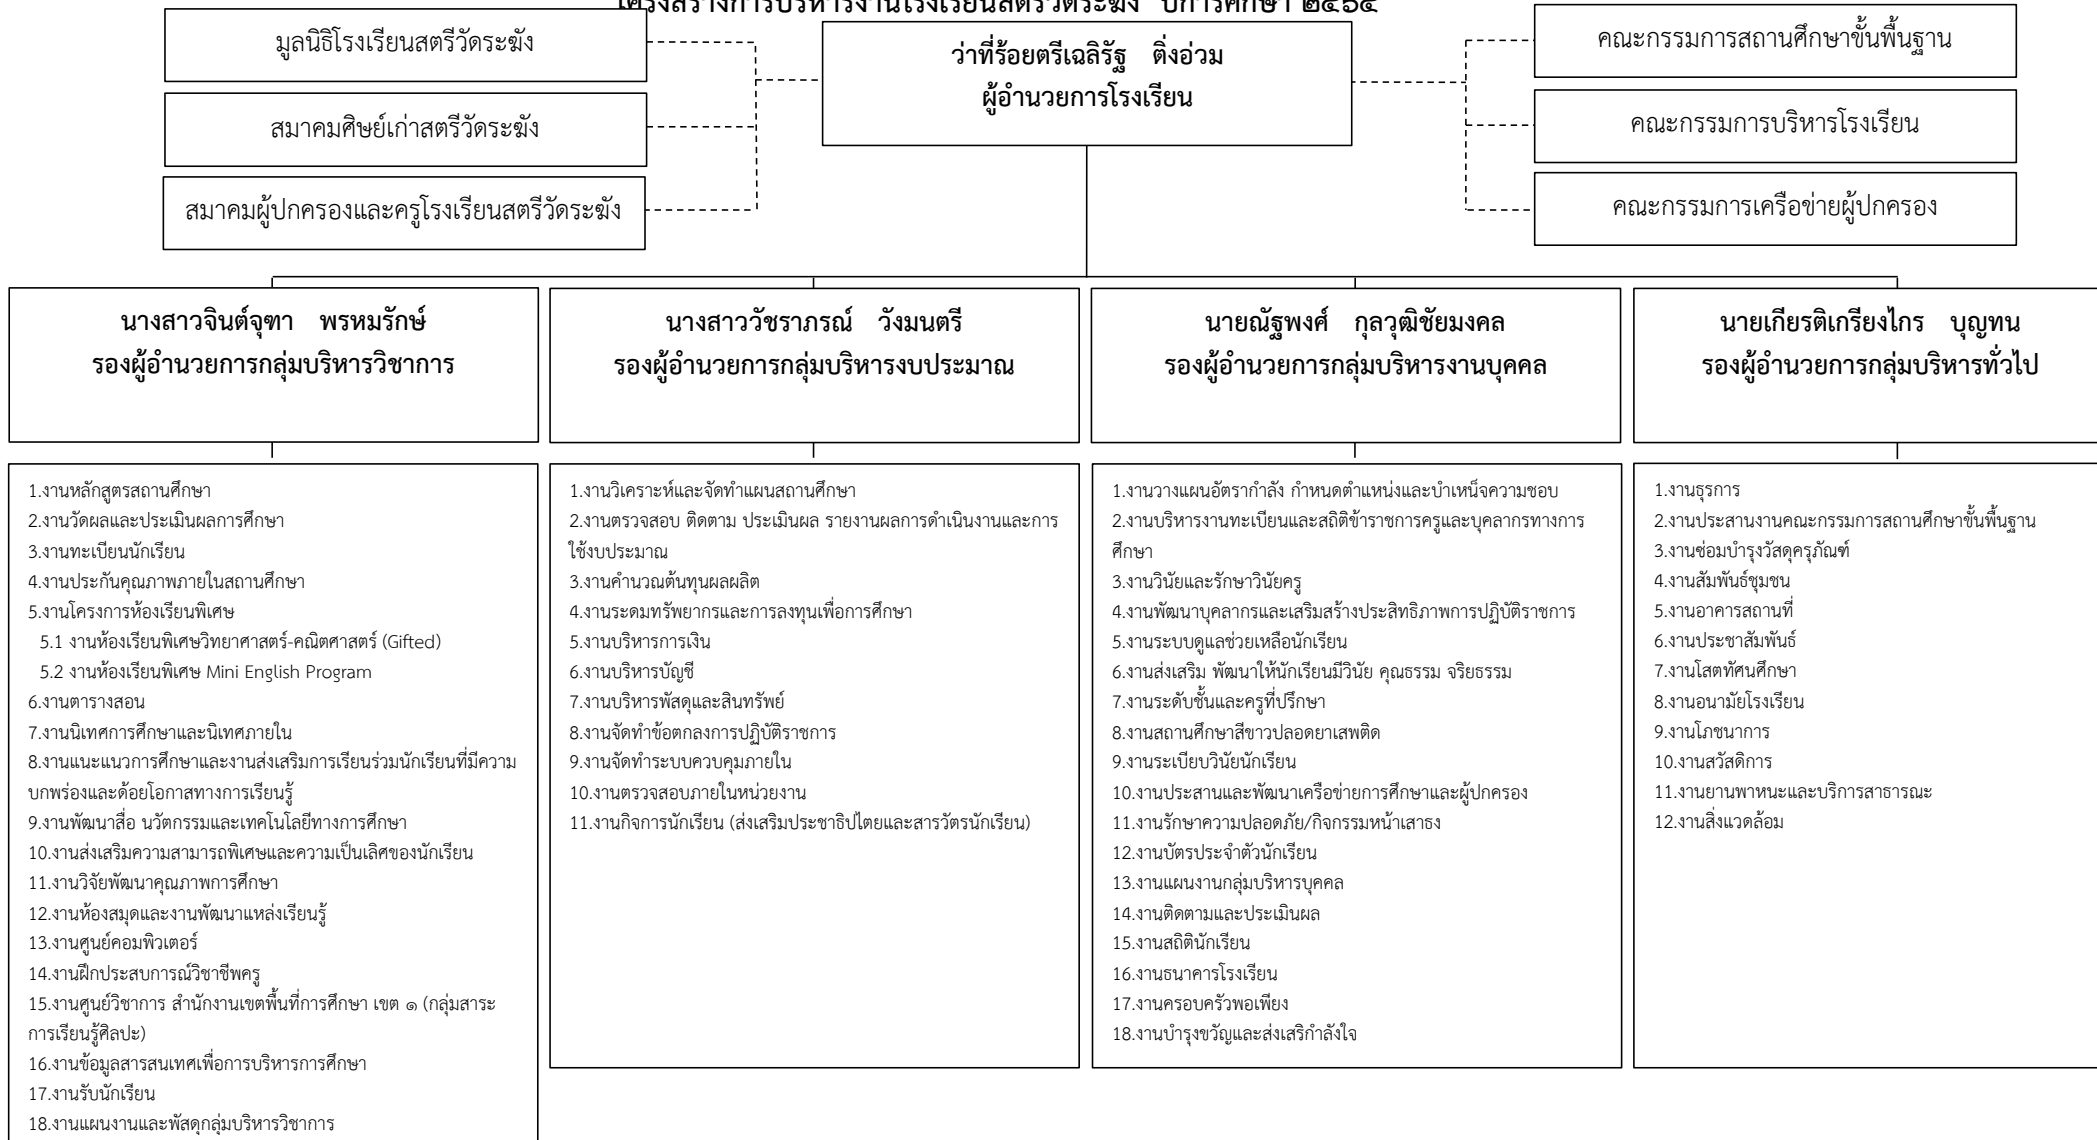 โครงสร้างการบริหารงานโรงเรียนสตรีวัดระฆัง ปีการศึกษา ๒๕๖๔
มูลนิธิโรงเรียนสตรีวัดระฆัง
สมาคมศิษย์เก่าสตรีวัดระฆัง
สมาคมผู้ปกครองและครูโรงเรียนสตรีวัดระฆัง
ว่าที่ร้อยตรีเฉลิรัฐ ติ่งอ่วม
ผู้อำนวยการโรงเรียน
คณะกรรมการสถานศึกษาขั้นพื้นฐาน
คณะกรรมการบริหารโรงเรียน
คณะกรรมการเครือข่ายผู้ปกครอง
นางสาวจินต์จุฑา พรหมรักษ์
รองผู้อำนวยการกลุ่มบริหารวิชาการ
นางสาววัชราภรณ์ วังมนตรี
รองผู้อำนวยการกลุ่มบริหารงบประมาณ
นายณัฐพงศ์ กุลวุฒิชัยมงคล
รองผู้อำนวยการกลุ่มบริหารงานบุคคล
นายเกียรติเกรียงไกร บุญทน
รองผู้อำนวยการกลุ่มบริหารทั่วไป
1.งานหลักสูตรสถานศึกษา
2.งานวัดผลและประเมินผลการศึกษา
3.งานทะเบียนนักเรียน
4.งานประกันคุณภาพภายในสถานศึกษา
5.งานโครงการห้องเรียนพิเศษ
5.1 งานห้องเรียนพิเศษวิทยาศาสตร์-คณิตศาสตร์ (Gifted)
5.2 งานห้องเรียนพิเศษ Mini English Program
6.งานตารางสอน
7.งานนิเทศการศึกษาและนิเทศภายใน
8.งานแนะแนวการศึกษาและงานส่งเสริมการเรียนร่วมนักเรียนที่มีความ
บกพร่องและด้อยโอกาสทางการเรียนรู้
9.งานพัฒนาสื่อ นวัตกรรมและเทคโนโลยีทางการศึกษา
10.งานส่งเสริมความสามารถพิเศษและความเป็นเลิศของนักเรียน
11.งานวิจัยพัฒนาคุณภาพการศึกษา
12.งานห้องสมุดและงานพัฒนาแหล่งเรียนรู้
13.งานศูนย์คอมพิวเตอร์
14.งานฝึกประสบการณ์วิชาชีพครู
15.งานศูนย์วิชาการ สำนักงานเขตพื้นที่การศึกษา เขต ๑ (กลุ่มสาระ
การเรียนรู้ศิลปะ)
16.งานข้อมูลสารสนเทศเพื่อการบริหารการศึกษา
17.งานรับนักเรียน
18.งานแผนงานและพัสดุกลุ่มบริหารวิชาการ
1.งานวิเคราะห์และจัดทำแผนสถานศึกษา
2.งานตรวจสอบ ติดตาม ประเมินผล รายงานผลการดำเนินงานและการ
ใช้งบประมาณ
3.งานคำนวณต้นทุนผลผลิต
4.งานระดมทรัพยากรและการลงทุนเพื่อการศึกษา
5.งานบริหารการเงิน
6.งานบริหารบัญชี
7.งานบริหารพัสดุและสินทรัพย์
8.งานจัดทำข้อตกลงการปฏิบัติราชการ
9.งานจัดทำระบบควบคุมภายใน
10.งานตรวจสอบภายในหน่วยงาน
11.งานกิจการนักเรียน (ส่งเสริมประชาธิปไตยและสารวัตรนักเรียน)
1.งานวางแผนอัตรากำลัง กำหนดตำแหน่งและบำเหน็จความชอบ
2.งานบริหารงานทะเบียนและสถิติข้าราชการครูและบุคลากรทางการ
ศึกษา
3.งานวินัยและรักษาวินัยครู
4.งานพัฒนาบุคลากรและเสริมสร้างประสิทธิภาพการปฏิบัติราชการ
5.งานระบบดูแลช่วยเหลือนักเรียน
6.งานส่งเสริม พัฒนาให้นักเรียนมีวินัย คุณธรรม จริยธรรม
7.งานระดับชั้นและครูที่ปรึกษา
8.งานสถานศึกษาสีขาวปลอดยาเสพติด
9.งานระเบียบวินัยนักเรียน
10.งานประสานและพัฒนาเครือข่ายการศึกษาและผู้ปกครอง
11.งานรักษาความปลอดภัย/กิจกรรมหน้าเสาธง
12.งานบัตรประจำตัวนักเรียน
13.งานแผนงานกลุ่มบริหารบุคคล
14.งานติดตามและประเมินผล
15.งานสถิตินักเรียน
16.งานธนาคารโรงเรียน
17.งานครอบครัวพอเพียง
18.งานบำรุงขวัญและส่งเสริกำลังใจ
1.งานธุรการ
2.งานประสานงานคณะกรรมการสถานศึกษาขั้นพื้นฐาน
3.งานซ่อมบำรุงวัสดุครุภัณฑ์
4.งานสัมพันธ์ชุมชน
5.งานอาคารสถานที่
6.งานประชาสัมพันธ์
7.งานโสตทัศนศึกษา
8.งานอนามัยโรงเรียน
9.งานโภชนาการ
10.งานสวัสดิการ
11.งานยานพาหนะและบริการสาธารณะ
12.งานสิ่งแวดล้อม